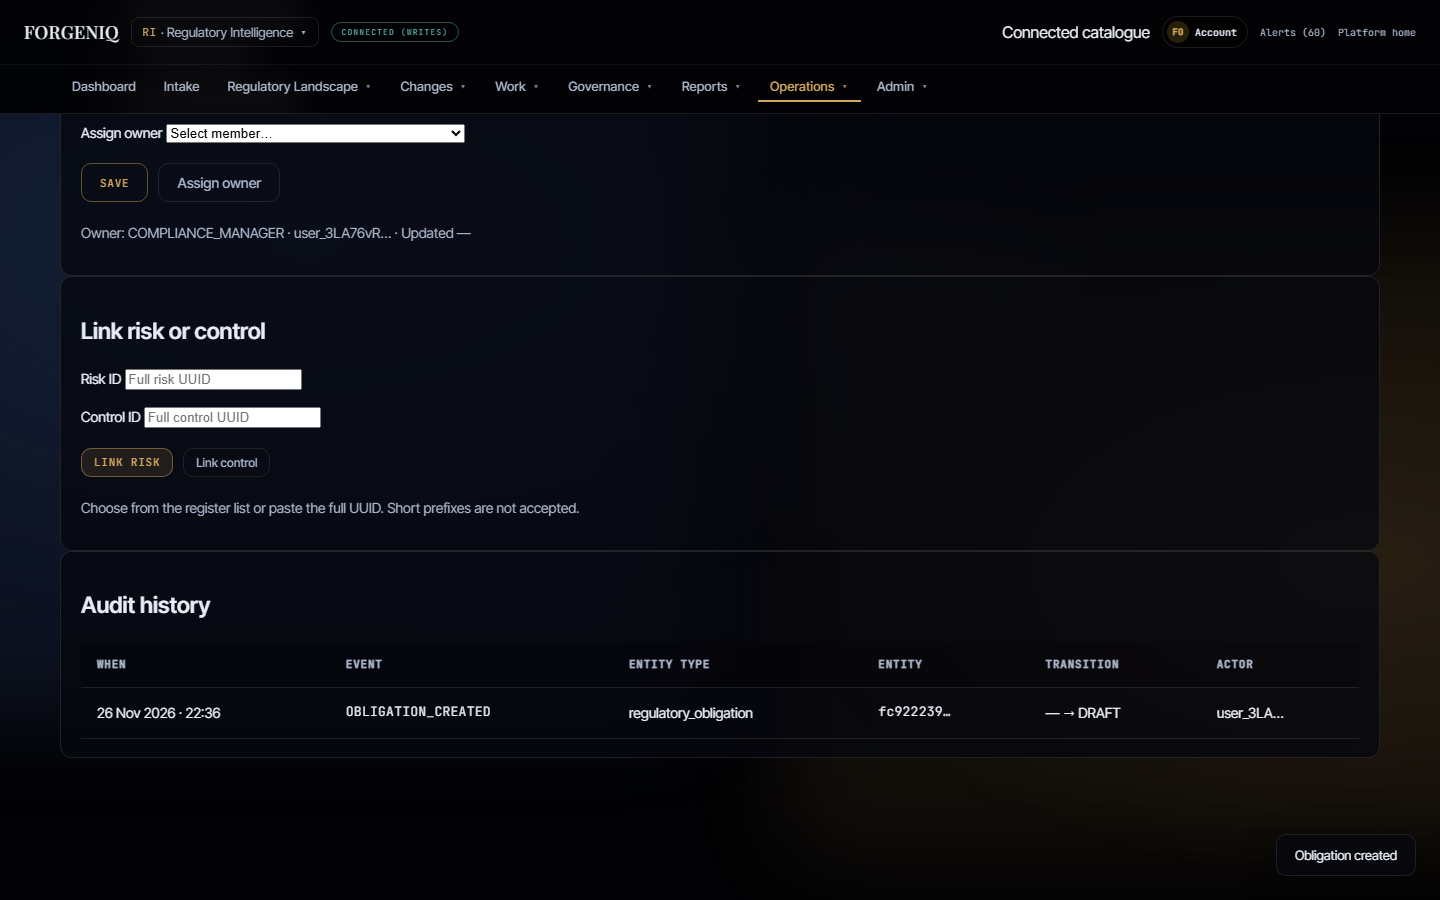 FORGENIQ
RI · Regulatory Intelligence ▾
CONNECTED (WRITES)
Connected catalogue
FO Account
Alerts (60)
Platform home
Dashboard
Intake
Regulatory Landscape ▾
Changes ▾
Work ▾
Governance ▾
Reports ▾
Operations ▾
Admin ▾
Assign owner Select member...
SAVE
Assign owner
Owner: COMPLIANCE_MANAGER · user_3LA76vR... · Updated —
Link risk or control
Risk ID Full risk UUID
Control ID Full control UUID
LINK RISK
Link control
Choose from the register list or paste the full UUID. Short prefixes are not accepted.
Audit history
WHEN EVENT ENTITY TYPE ENTITY TRANSITION ACTOR
26 Nov 2026 · 22:36 OBLIGATION_CREATED regulatory_obligation fc922239… — → DRAFT user_3LA...
Obligation created